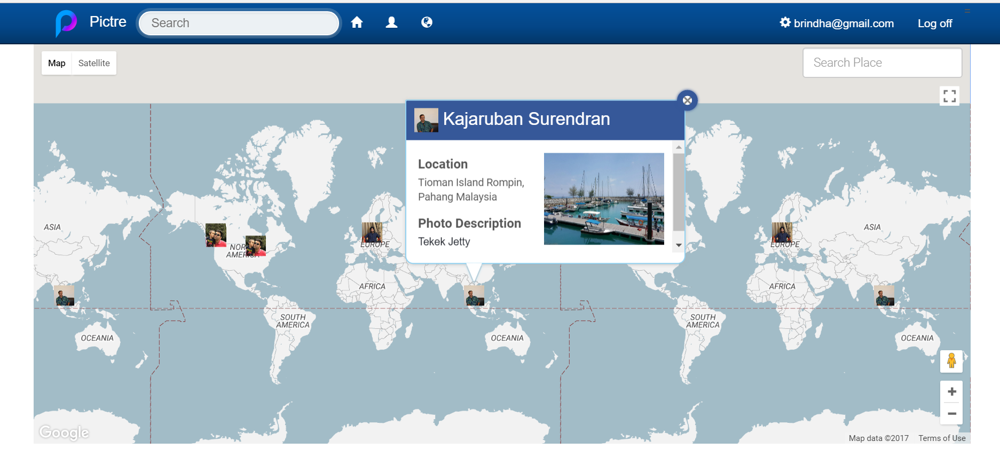 Pictre
Search
brindha@gmail.com
Log off
Map
Satellite
Search Place
Kajaruban Surendran
Location
Tioman Island Rompin,
Pahang Malaysia
Photo Description
Tekek Jetty
ASIA
NORTH
AMERICA
EUROPE
EUROPE
ASIA
AFRICA
AFRICA
SOUTH
AMERICA
SOUTH
AMERICA
OCEANIA
OCEANIA
OCEANIA
Google
Map data ©2017
Terms of Use